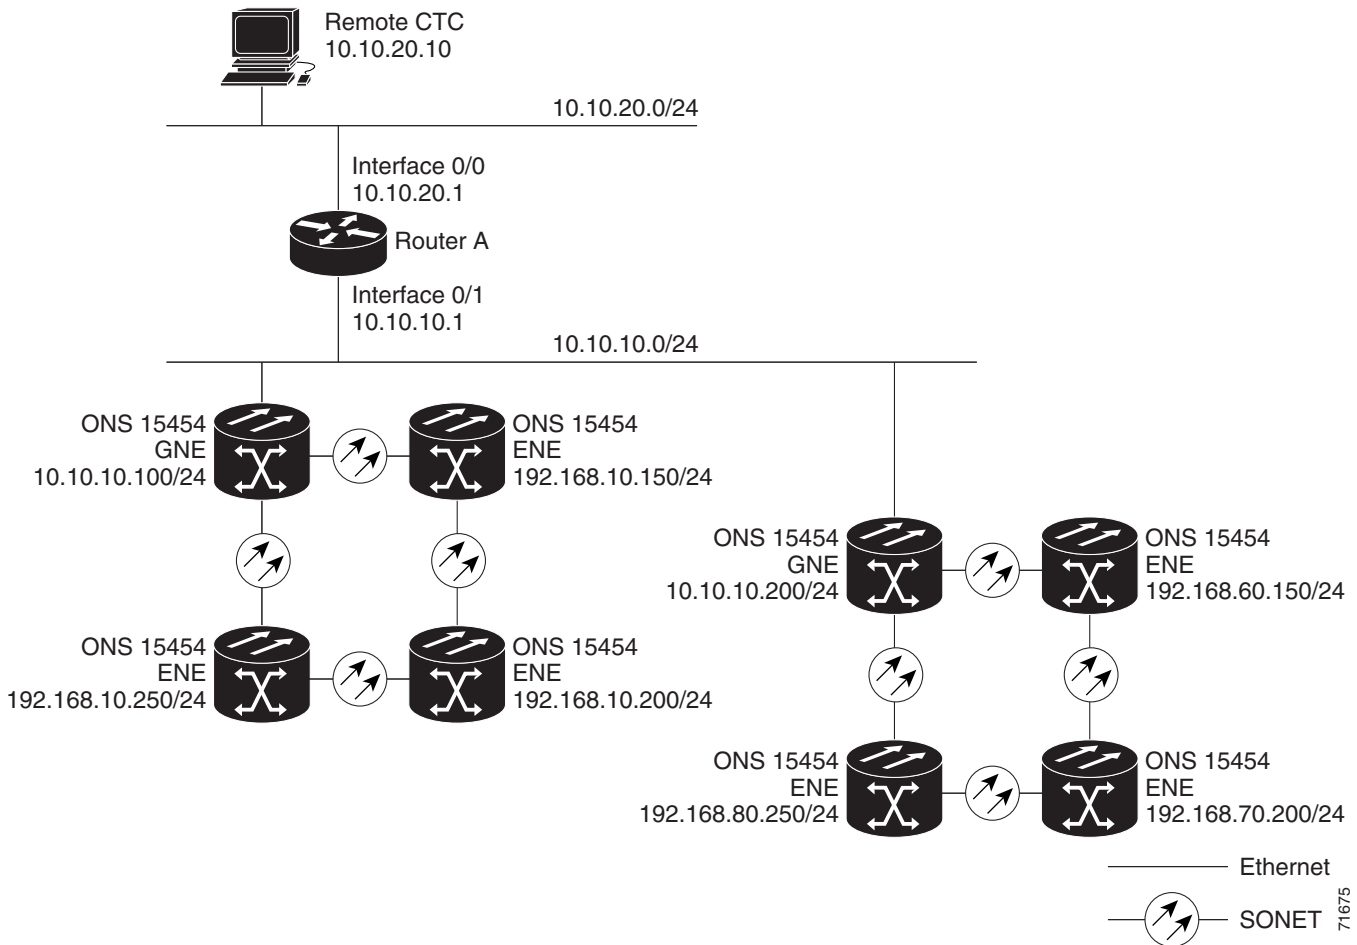 Remote CTC
10.10.20.10
10.10.20.0/24
Interface 0/0
10.10.20.1
Router A
Interface 0/1
10.10.10.1
10.10.10.0/24
ONS 15454
GNE
10.10.10.100/24
ONS 15454
ENE
192.168.10.150/24
ONS 15454
GNE
10.10.10.200/24
ONS 15454
ENE
192.168.60.150/24
ONS 15454
ENE
192.168.10.250/24
ONS 15454
ENE
192.168.10.200/24
ONS 15454
ENE
192.168.80.250/24
ONS 15454
ENE
192.168.70.200/24
Ethernet
SONET
71675